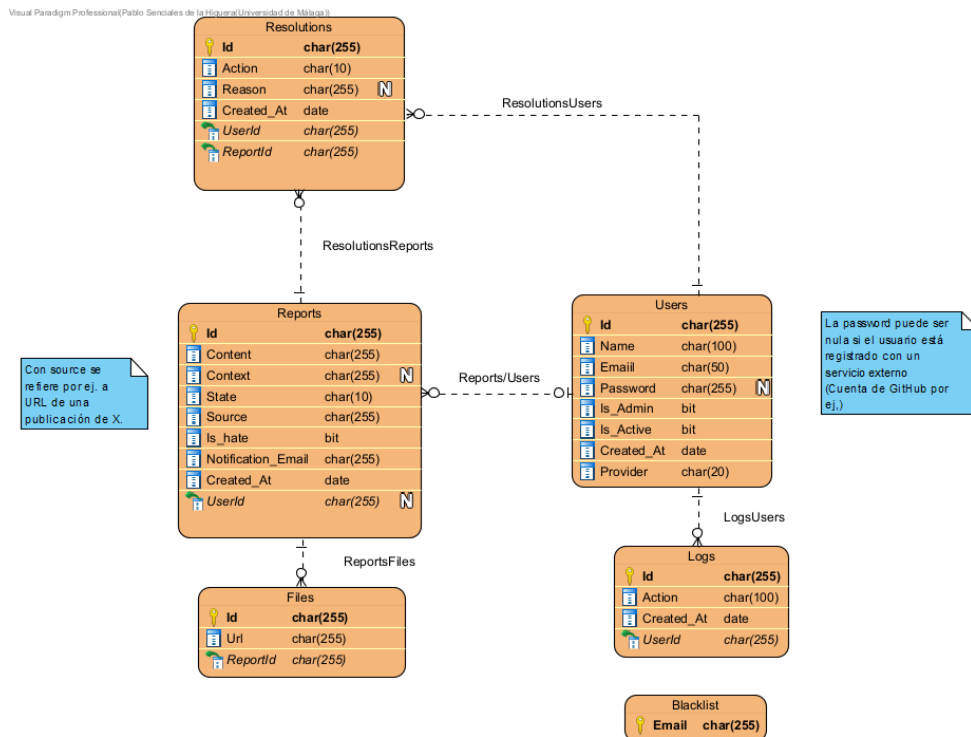 Visual Paradigm Professional(Pablo Senciales de la Higuera(Universidad de Málaga))
Resolutions
Id char(255)
Action char(10)
Reason char(255) N
Created_At date
UserId char(255)
ReportId char(255)
ResolutionsUsers
ResolutionsReports
Reports
Id char(255)
Content char(255)
Context char(255) N
State char(10)
Source char(255)
Is_hate bit
Notification_Email char(255)
Created_At date
UserId char(255) N
Con source se
refiere por ej. a
URL de una
publicación de X.
Reports/Users
Users
Id char(255)
Name char(100)
Emaiil char(50)
Password char(255) N
Is_Admin bit
Is_Active bit
Created_At date
Provider char(20)
La password puede ser
nula si el usuario está
registrado con un
servicio externo
(Cuenta de GitHub por
ej,)
ReportsFiles
Files
Id char(255)
Url char(255)
ReportId char(255)
LogsUsers
Logs
Id char(255)
Action char(100)
Created_At date
UserId char(255)
Blacklist
Email char(255)